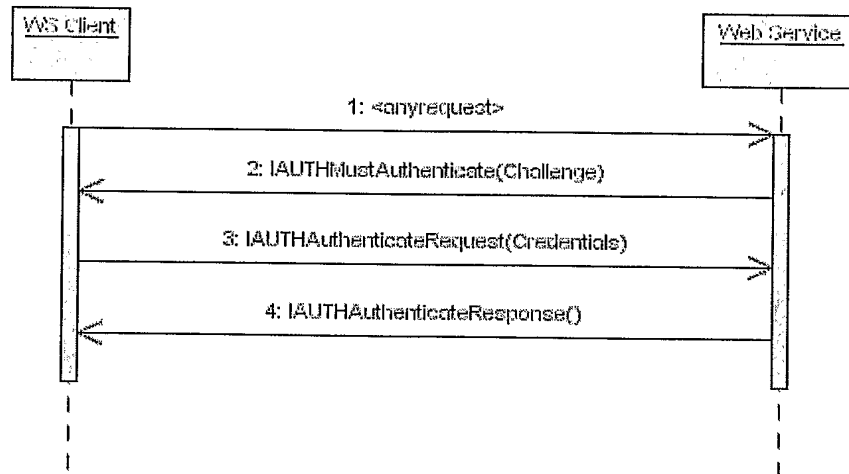 WS Client
Web Service
1: <anyrequest>
2: IAUTHMustAuthenticate(Challenge)
3: IAUTHAuthenticateRequest(Credentials)
4: IAUTHAuthenticateResponse()